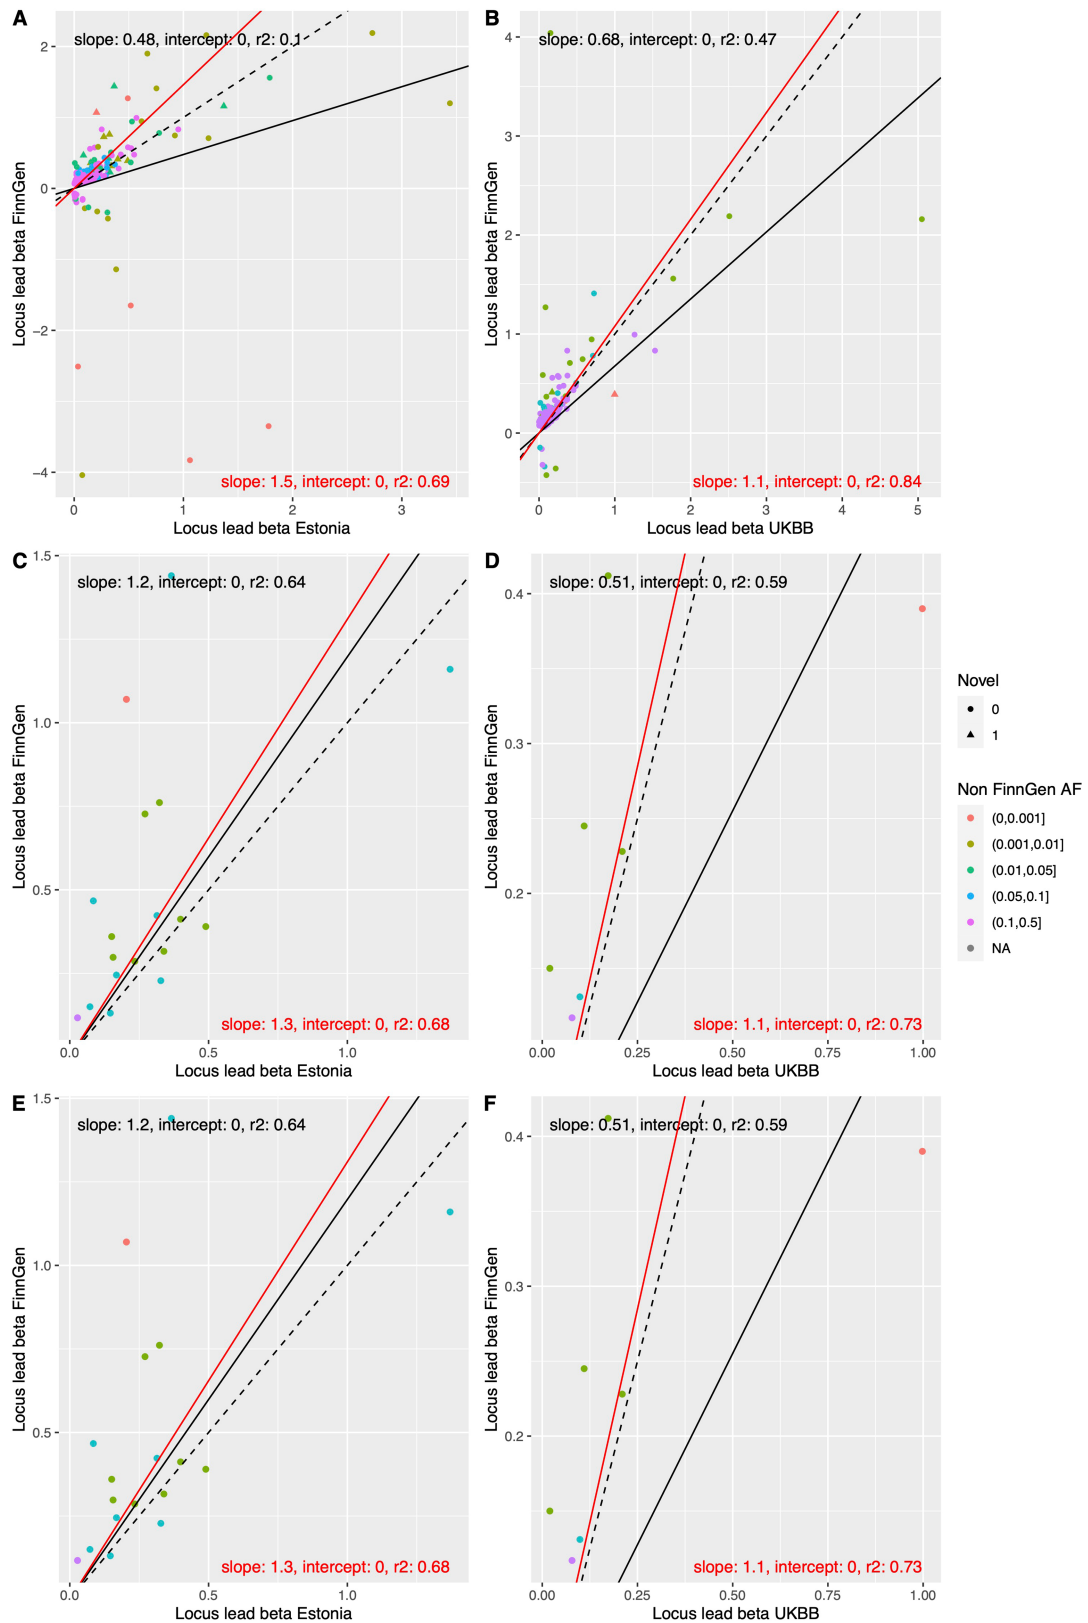 A
slope: 0.48, intercept: 0, r2: 0.1
2
0
−2
−4
Locus lead beta FinnGen
slope: 1.5, intercept: 0, r2: 0.69
0
1
2
3
Locus lead beta Estonia
B
slope: 0.68, intercept: 0, r2: 0.47
4
3
2
1
0
Locus lead beta FinnGen
slope: 1.1, intercept: 0, r2: 0.84
0
1
2
3
4
5
Locus lead beta UKBB
C
slope: 1.2, intercept: 0, r2: 0.64
1.5
1.0
0.5
Locus lead beta FinnGen
slope: 1.3, intercept: 0, r2: 0.68
0.0
0.5
1.0
Locus lead beta Estonia
D
slope: 0.51, intercept: 0, r2: 0.59
0.4
0.3
0.2
Locus lead beta FinnGen
slope: 1.1, intercept: 0, r2: 0.73
0.00
0.25
0.50
0.75
1.00
Locus lead beta UKBB
Novel
0
1
Non FinnGen AF
(0,0.001]
(0.001,0.01]
(0.01,0.05]
(0.05,0.1]
(0.1,0.5]
NA
E
slope: 1.2, intercept: 0, r2: 0.64
1.5
1.0
0.5
Locus lead beta FinnGen
slope: 1.3, intercept: 0, r2: 0.68
0.0
0.5
1.0
Locus lead beta Estonia
F
slope: 0.51, intercept: 0, r2: 0.59
0.4
0.3
0.2
Locus lead beta FinnGen
slope: 1.1, intercept: 0, r2: 0.73
0.00
0.25
0.50
0.75
1.00
Locus lead beta UKBB